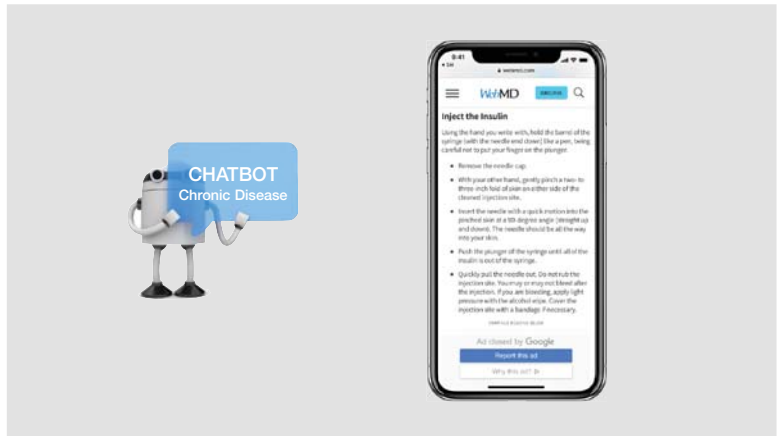 CHATBOT
Chronic Disease
9:41
webmd.com
WebMD
Inject the Insulin
Using the hand you write with, hold the barrel of the
syringe (with the needle end down) like a pen, being
careful not to put your finger on the plunger.
• Remove the needle cap.
• With your other hand, gently pinch a two- to
three-inch fold of skin on either side of the
cleaned injection site.
• Insert the needle with a quick motion into the
pinched skin at a 90-degree angle (straight up
and down). The needle should be all the way
into your skin.
• Push the plunger of the syringe until all of the
insulin is out of the syringe.
• Quickly pull the needle out. Do not rub the
injection site. You may or may not bleed after
the injection. If you are bleeding, apply light
pressure with the alcohol wipe. Cover the
injection site with a bandage if necessary.
CONTINUE READING BELOW
Ad closed by Google
Report this ad
Why this ad?